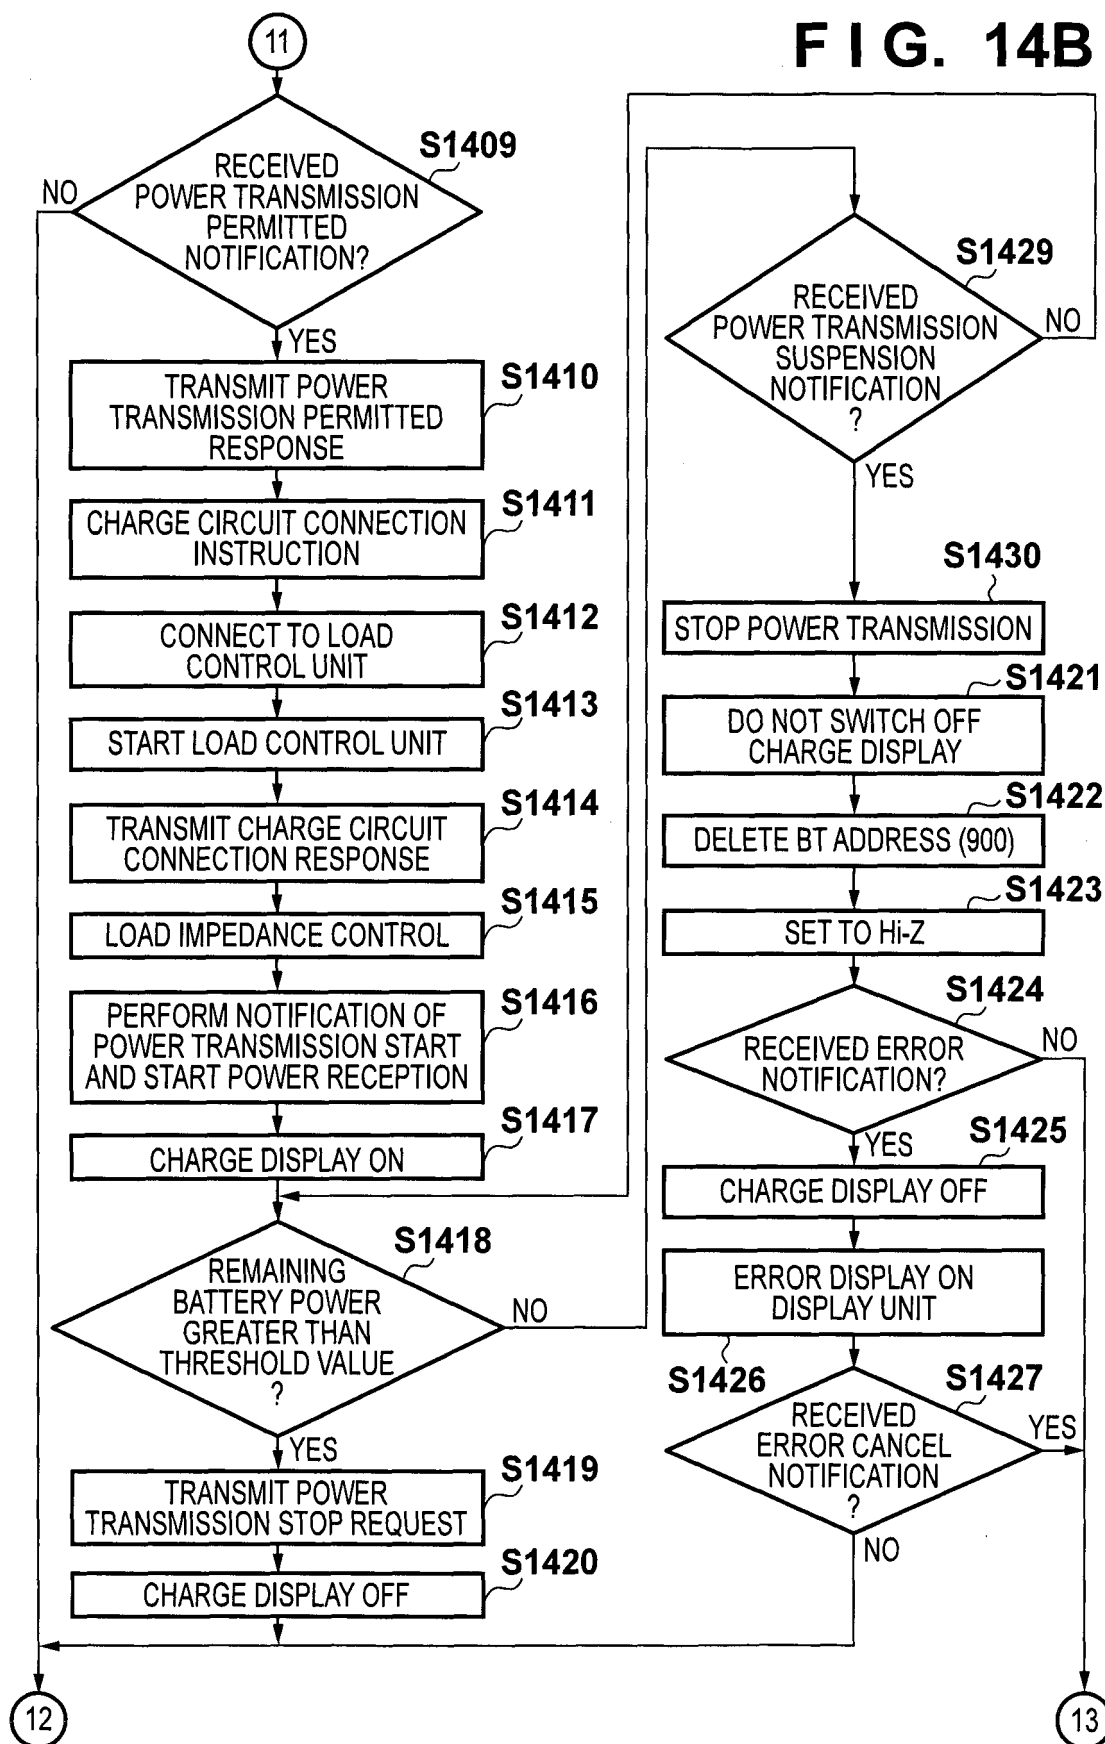 FIG. 14B
11
S1409
RECEIVED
POWER TRANSMISSION
PERMITTED
NOTIFICATION?
NO
YES
S1410
TRANSMIT POWER
TRANSMISSION PERMITTED
RESPONSE
S1411
CHARGE CIRCUIT CONNECTION
INSTRUCTION
S1412
CONNECT TO LOAD
CONTROL UNIT
S1413
START LOAD CONTROL UNIT
S1414
TRANSMIT CHARGE CIRCUIT
CONNECTION RESPONSE
S1415
LOAD IMPEDANCE CONTROL
S1416
PERFORM NOTIFICATION OF
POWER TRANSMISSION START
AND START POWER RECEPTION
S1417
CHARGE DISPLAY ON
S1418
REMAINING
BATTERY POWER
GREATER THAN
THRESHOLD VALUE
?
NO
YES
S1419
TRANSMIT POWER
TRANSMISSION STOP REQUEST
S1420
CHARGE DISPLAY OFF
12
S1429
RECEIVED
POWER TRANSMISSION
SUSPENSION
NOTIFICATION
?
NO
YES
S1430
STOP POWER TRANSMISSION
S1421
DO NOT SWITCH OFF
CHARGE DISPLAY
S1422
DELETE BT ADDRESS (900)
S1423
SET TO Hi-Z
S1424
RECEIVED ERROR
NOTIFICATION?
NO
YES
S1425
CHARGE DISPLAY OFF
ERROR DISPLAY ON
DISPLAY UNIT
S1426
S1427
RECEIVED
ERROR CANCEL
NOTIFICATION
?
YES
NO
13